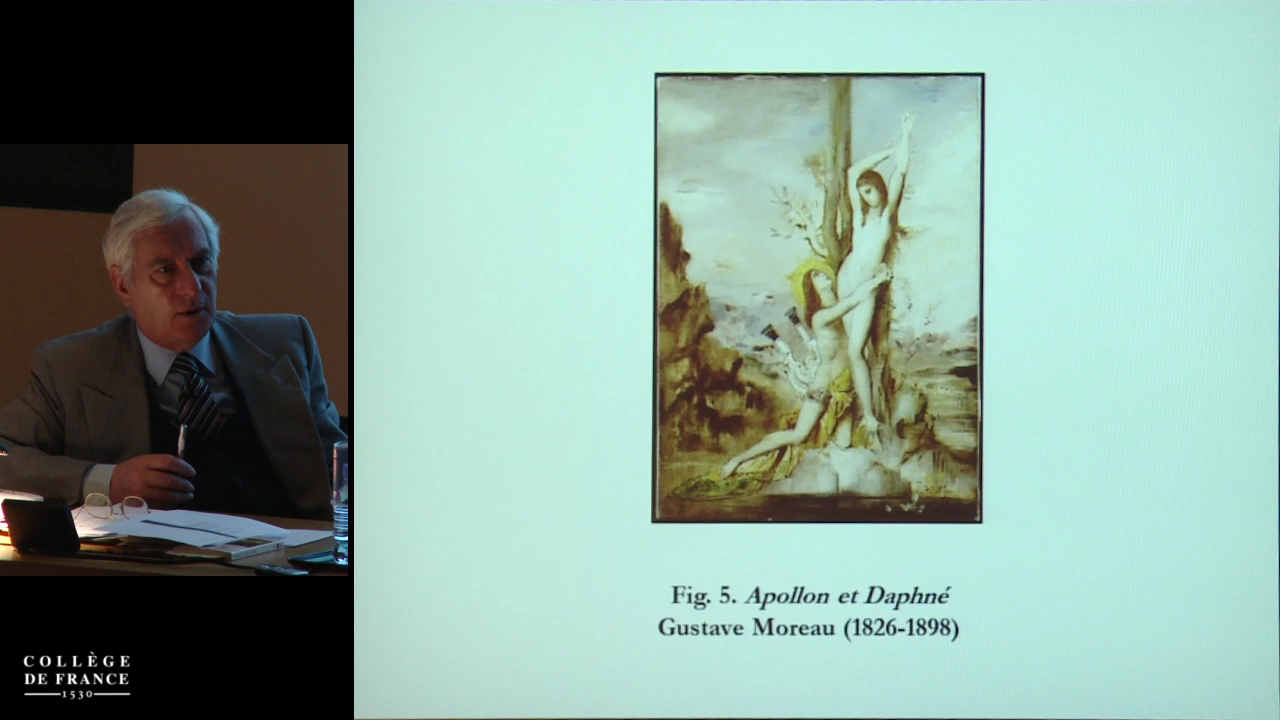 COLLÈGE
DE FRANCE
1530
Fig. 5. Apollon et Daphné
Gustave Moreau (1826-1898)